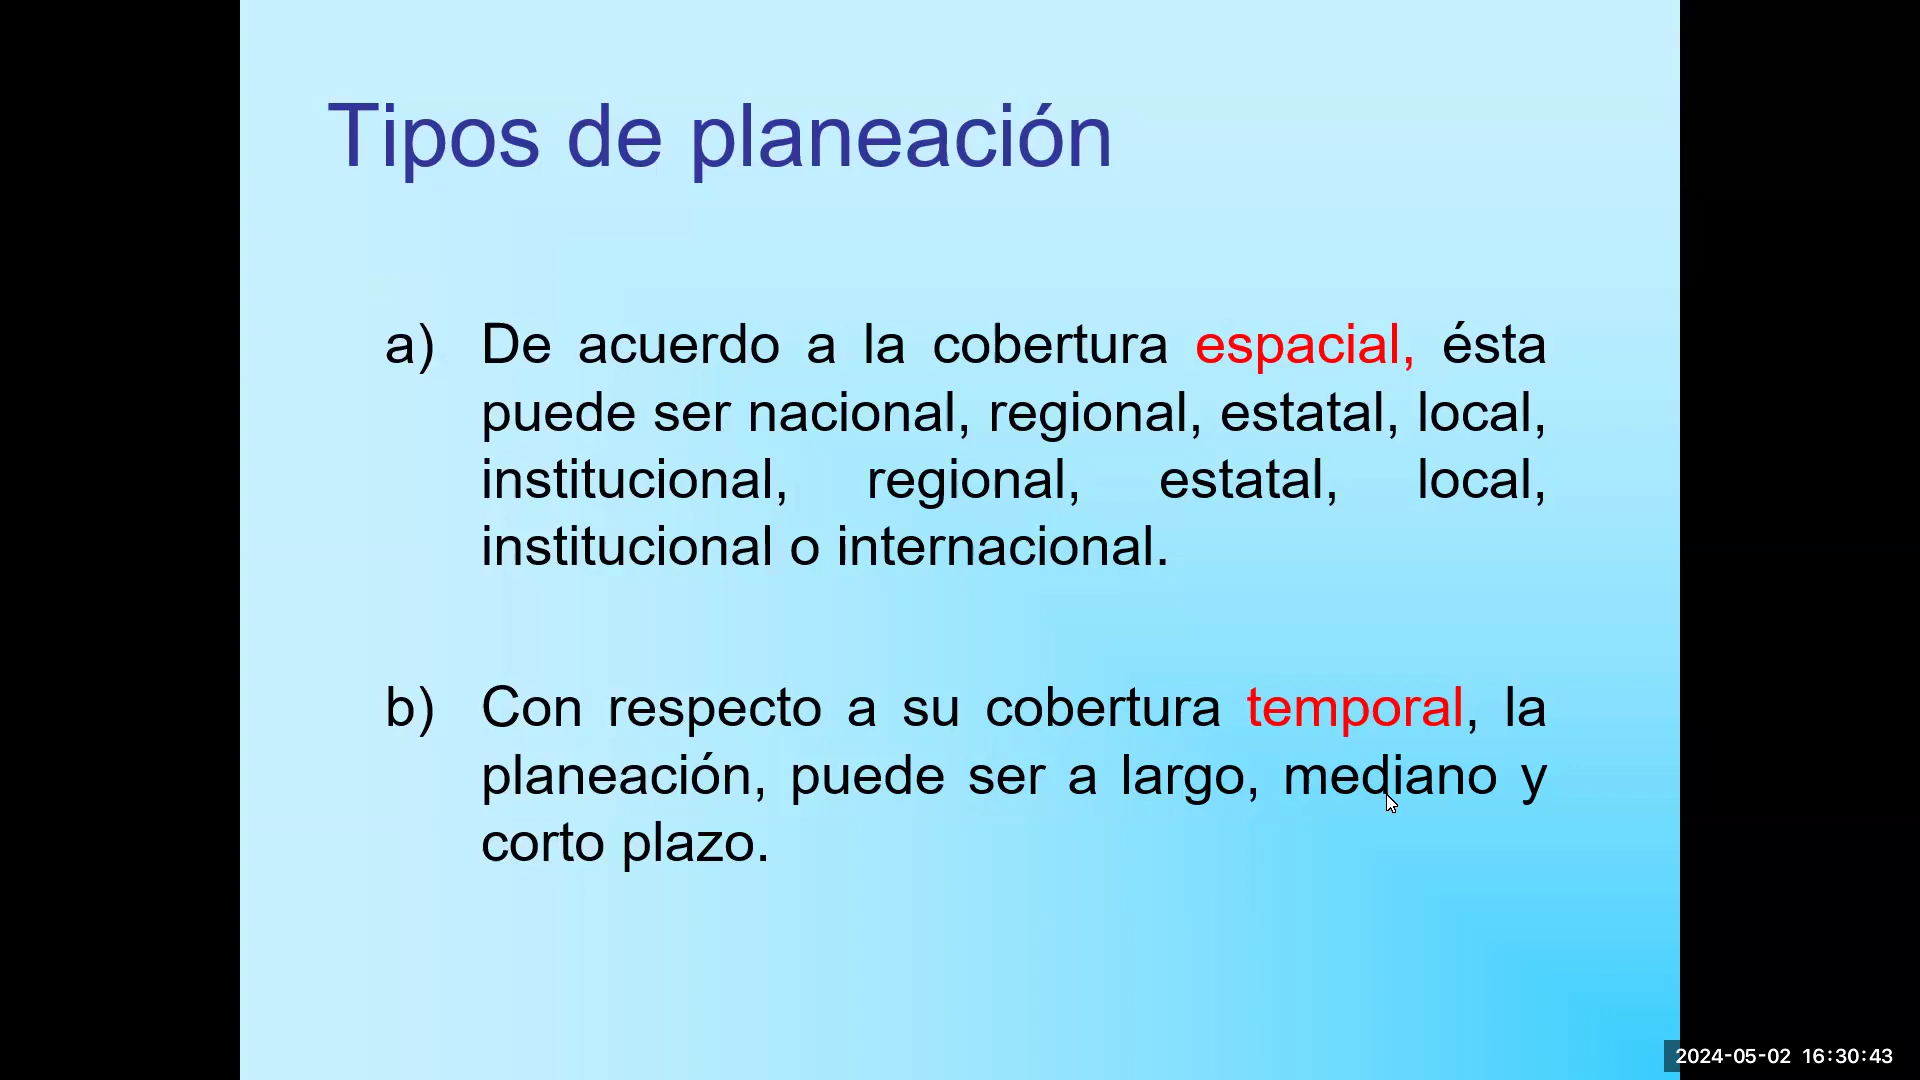 Tipos de planeación
a) De acuerdo a la cobertura espacial, ésta
puede ser nacional, regional, estatal, local,
institucional, regional, estatal, local,
institucional o internacional.
b) Con respecto a su cobertura temporal, la
planeación, puede ser a largo, mediano y
corto plazo.
2024-05-02 16:30:43